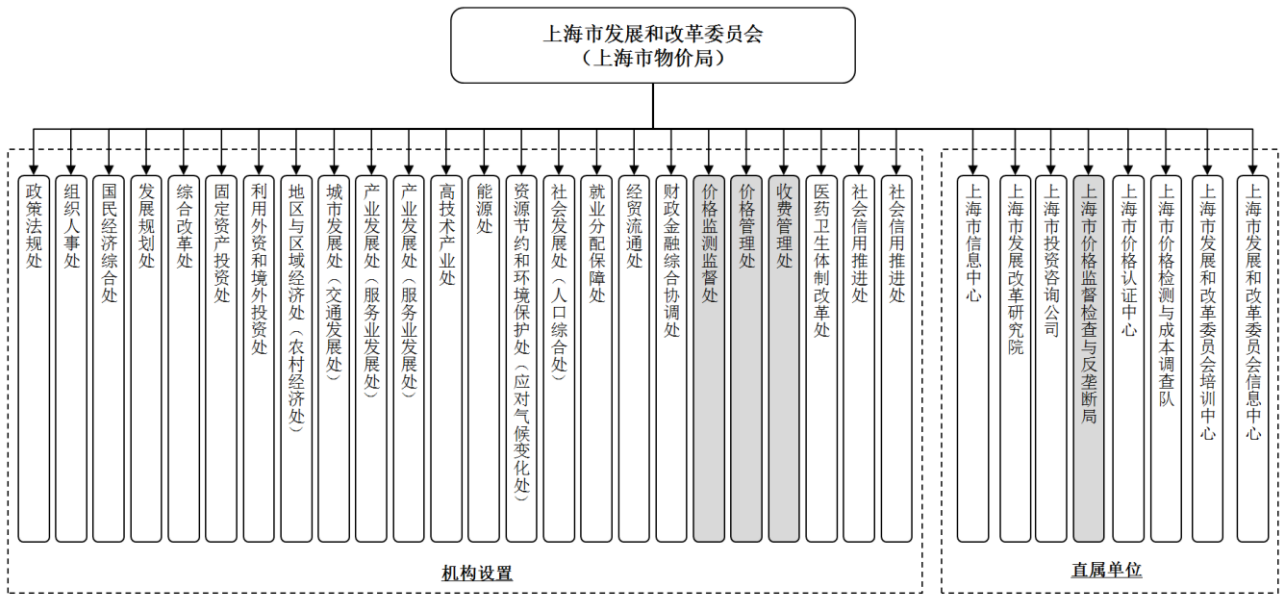 上海市发展和改革委员会
（上海市物价局）
政策法规处
组织人事处
国民经济综合处
发展规划处
综合改革处
固定资产投资处
利用外资和境外投资处
地区与区域经济处（农村经济处）
城市发展处（交通发展处）
产业发展处（服务业发展处）
产业发展处（服务业发展处）
高技术产业处
能源处
资源节约和环境保护处（应对气候变化处）
社会发展处（人口综合处）
就业分配保障处
经贸流通处
财政金融综合协调处
价格监测监督处
价格管理处
收费管理处
医药卫生体制改革处
社会信用推进处
社会信用推进处
机构设置
上海市信息中心
上海市发展改革研究院
上海市投资咨询公司
上海市价格监督检查与反垄断局
上海市价格认证中心
上海市价格检测与成本调查队
上海市发展和改革委员会培训中心
上海市发展和改革委员会信息中心
直属单位